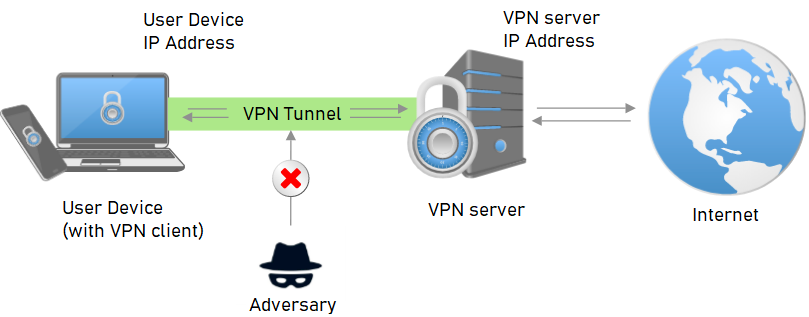 User Device
IP Address
VPN server
IP Address
VPN Tunnel
User Device
(with VPN client)
VPN server
Internet
Adversary